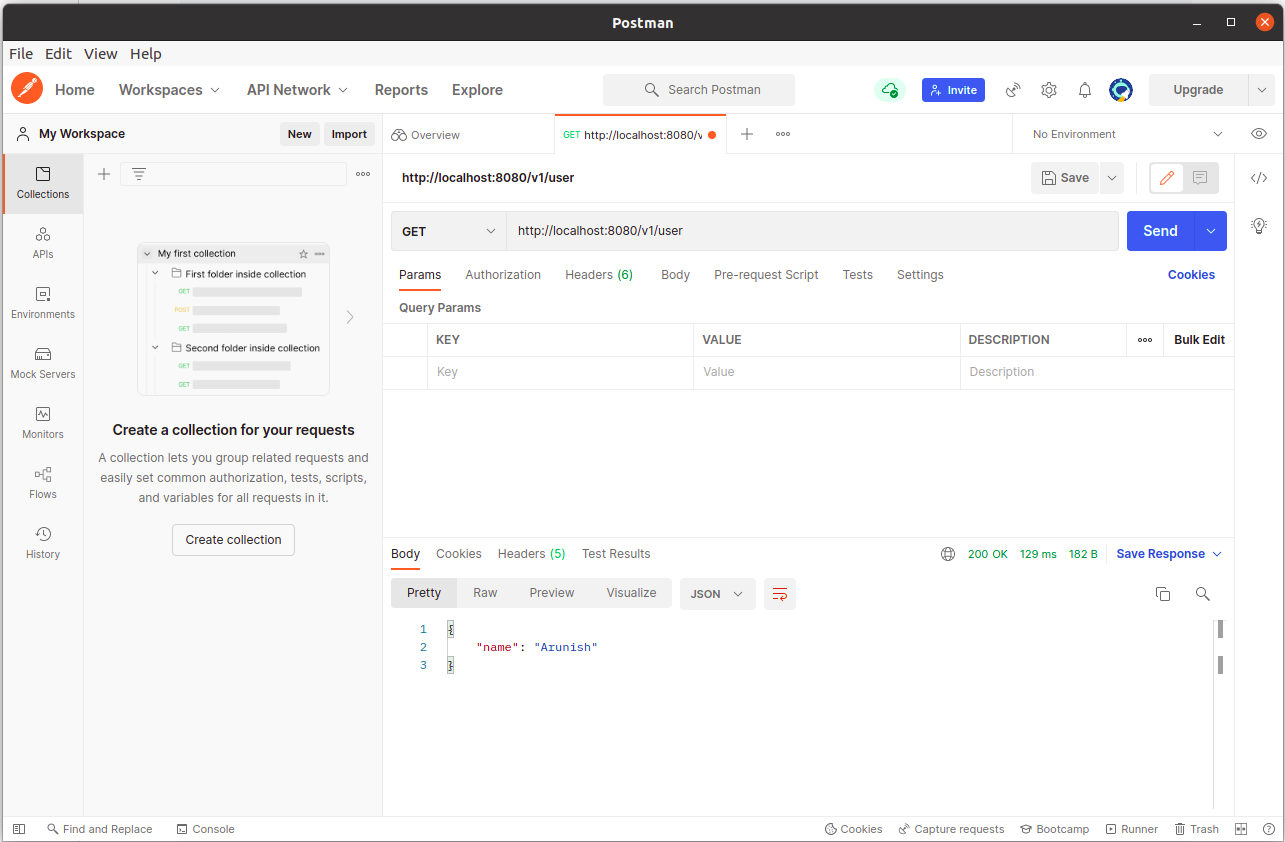 Postman
File Edit View Help
Home Workspaces API Network Reports Explore Search Postman Invite Upgrade
My Workspace New Import Overview GET http://localhost:8080/v No Environment
Collections
APIs
Environments
Mock Servers
Monitors
Flows
History
My first collection
First folder inside collection
GET
POST
GET
Second folder inside collection
GET
GET
Create a collection for your requests
A collection lets you group related requests and
easily set common authorization, tests, scripts,
and variables for all requests in it.
Create collection
http://localhost:8080/v1/user Save
GET http://localhost:8080/v1/user Send
Params Authorization Headers (6) Body Pre-request Script Tests Settings Cookies
Query Params
KEY VALUE DESCRIPTION Bulk Edit
Key Value Description
Body Cookies Headers (5) Test Results 200 OK 129 ms 182 B Save Response
Pretty Raw Preview Visualize JSON
1 {
2 "name": "Arunish"
3 }
Find and Replace Console Cookies Capture requests Bootcamp Runner Trash